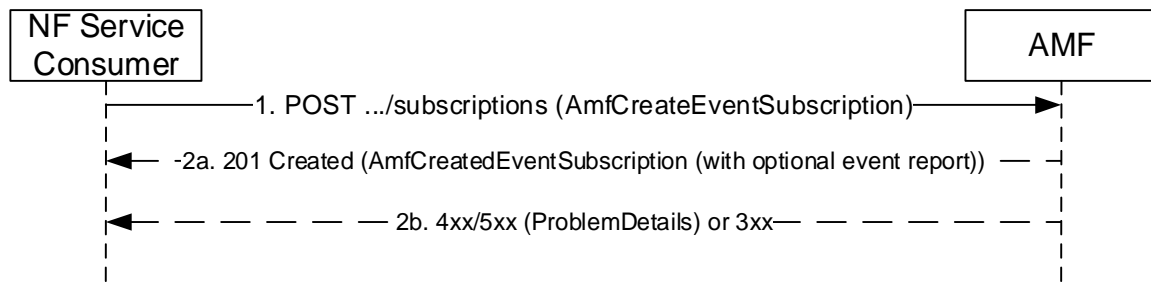 NF Service
Consumer
AMF
1. POST .../subscriptions (AmfCreateEventSubscription)
-2a. 201 Created (AmfCreatedEventSubscription (with optional event report))
2b. 4xx/5xx (ProblemDetails) or 3xx